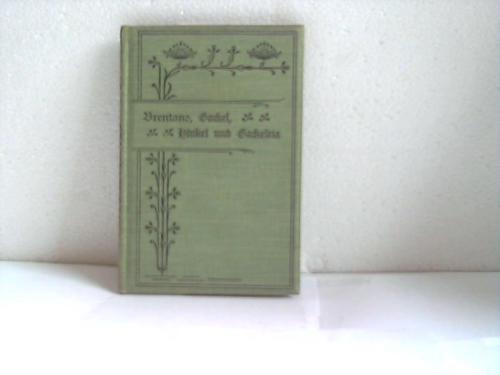 Brentano, Gockel,
Hinkel und Gackeleia